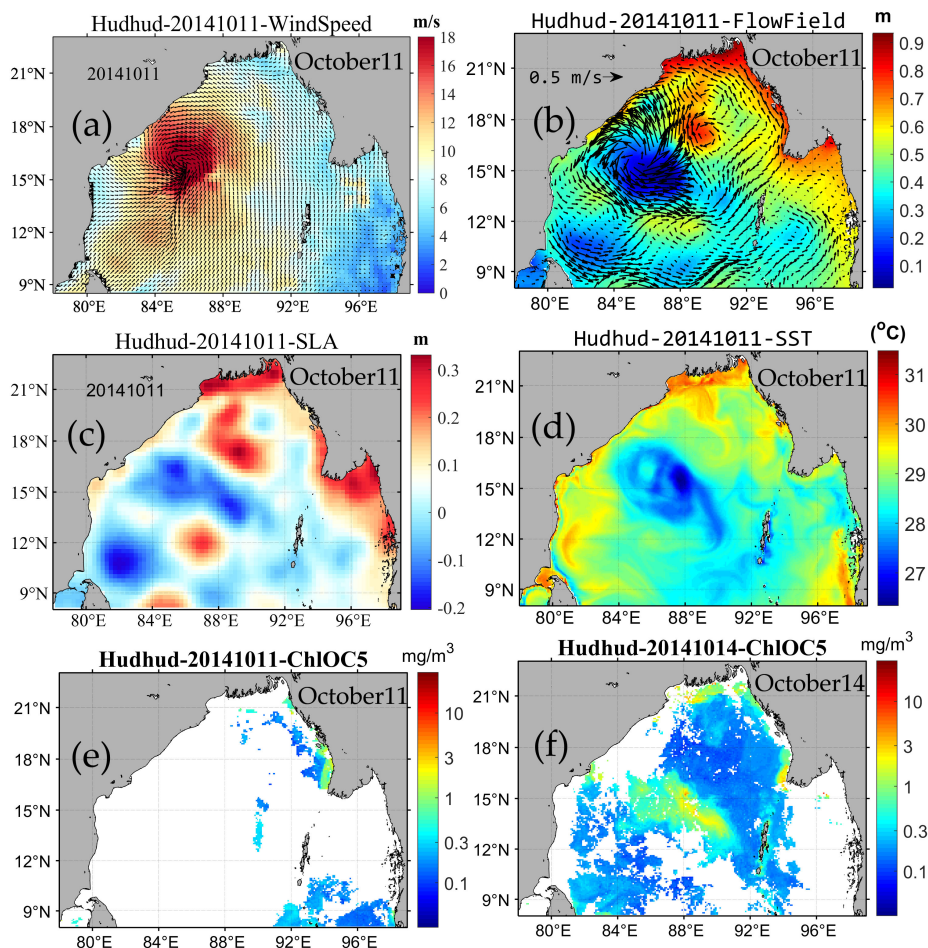 Hudhud-20141011-WindSpeed
m/s
October11
20141011
(a)
21°N
18°N
15°N
12°N
9°N
80°E 84°E 88°E 92°E 96°E
18
16
14
12
10
8
6
4
2
0
Hudhud-20141011-FlowField
m
October11
0.5 m/s
(b)
21°N
18°N
15°N
12°N
9°N
80°E 84°E 88°E 92°E 96°E
0.9
0.8
0.7
0.6
0.5
0.4
0.3
0.2
0.1
Hudhud-20141011-SLA
m
October11
20141011
(c)
21°N
18°N
15°N
12°N
9°N
80°E 84°E 88°E 92°E 96°E
0.3
0.2
0.1
0
-0.1
-0.2
Hudhud-20141011-SST
(°C)
October11
(d)
21°N
18°N
15°N
12°N
9°N
80°E 84°E 88°E 92°E 96°E
31
30
29
28
27
Hudhud-20141011-ChlOC5
mg/m³
October11
(e)
21°N
18°N
15°N
12°N
9°N
80°E 84°E 88°E 92°E 96°E
10
3
1
0.3
0.1
Hudhud-20141014-ChlOC5
mg/m³
October14
(f)
21°N
18°N
15°N
12°N
9°N
80°E 84°E 88°E 92°E 96°E
10
3
1
0.3
0.1